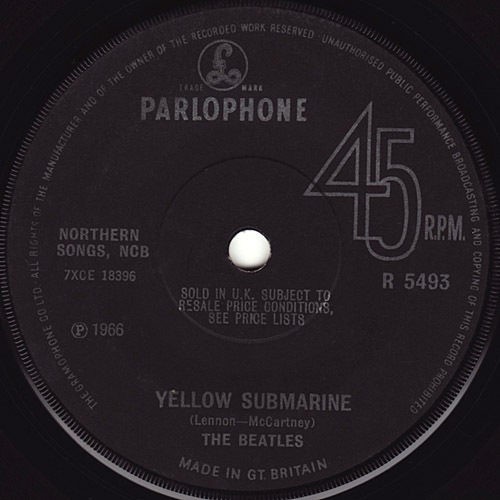 THE GRAMOPHONE CO LTD. ALL RIGHTS OF THE MANUFACTURER AND OF THE OWNER OF THE RECORDED WORK RESERVED · UNAUTHORISED PUBLIC PERFORMANCE BROADCASTING AND COPYING OF THIS RECORD PROHIBITED
£
TRADE MARK
PARLOPHONE
45
R.P.M.
NORTHERN
SONGS, NCB
7XCE 18396
R 5493
SOLD IN U.K. SUBJECT TO
RESALE PRICE CONDITIONS,
SEE PRICE LISTS
Ⓟ 1966
YELLOW SUBMARINE
(Lennon—McCartney)
THE BEATLES
MADE IN GT. BRITAIN